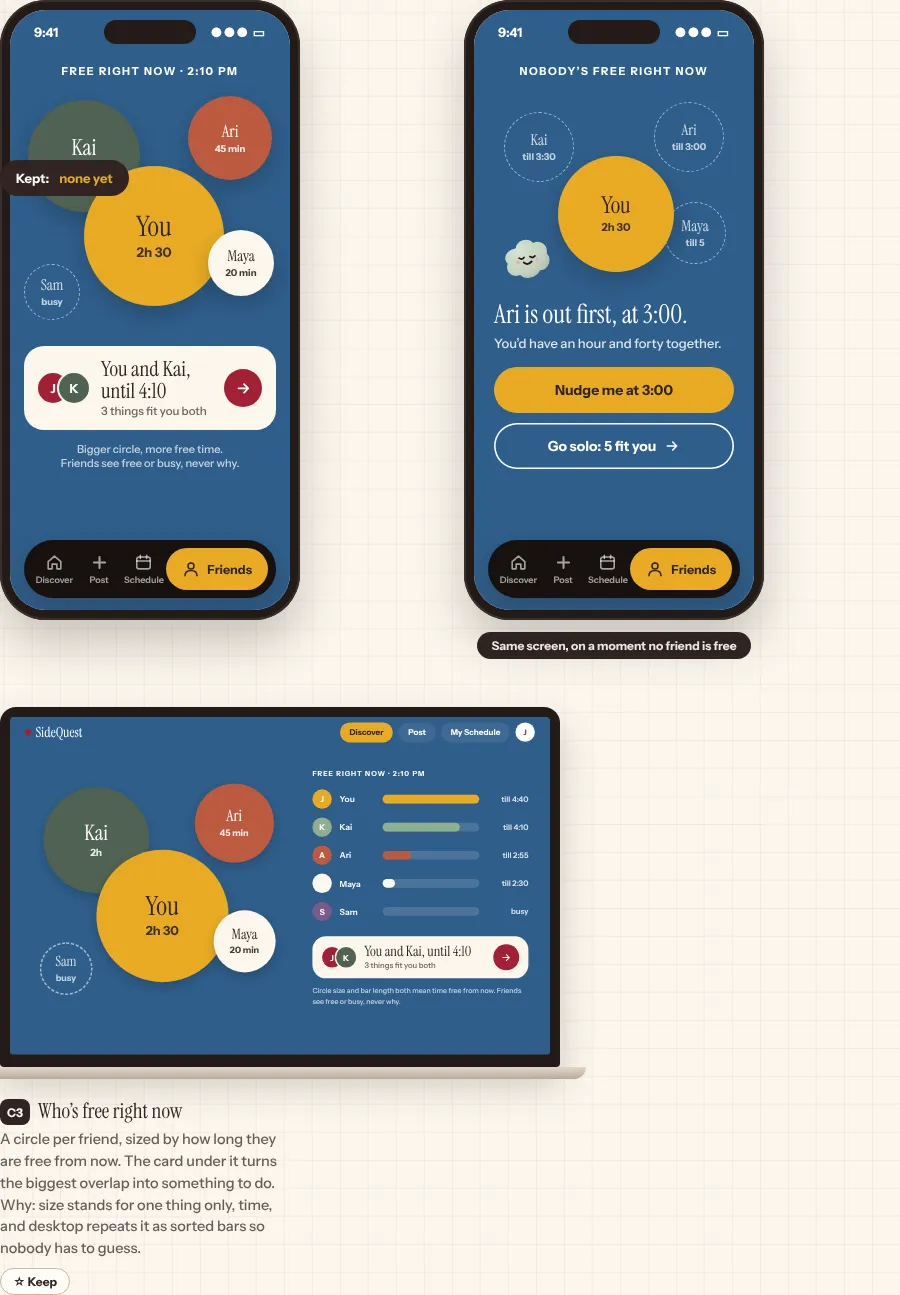 9:41
FREE RIGHT NOW · 2:10 PM
Kai
Ari
45 min
Kept: none yet
You
2h 30
Maya
20 min
Sam
busy
J
K
You and Kai,
until 4:10
3 things fit you both
Bigger circle, more free time.
Friends see free or busy, never why.
Discover
Post
Schedule
Friends
9:41
NOBODY'S FREE RIGHT NOW
Kai
till 3:30
Ari
till 3:00
You
2h 30
Maya
till 5
Ari is out first, at 3:00.
You'd have an hour and forty together.
Nudge me at 3:00
Go solo: 5 fit you →
Discover
Post
Schedule
Friends
Same screen, on a moment no friend is free
SideQuest
Discover
Post
My Schedule
J
Kai
2h
Ari
45 min
You
2h 30
Maya
20 min
Sam
busy
FREE RIGHT NOW · 2:10 PM
J You till 4:40
K Kai till 4:10
A Ari till 2:55
Maya till 2:30
S Sam busy
J
K
You and Kai, until 4:10
3 things fit you both
Circle size and bar length both mean time free from now. Friends
see free or busy, never why.
C3 Who's free right now
A circle per friend, sized by how long they
are free from now. The card under it turns
the biggest overlap into something to do.
Why: size stands for one thing only, time,
and desktop repeats it as sorted bars so
nobody has to guess.
☆ Keep